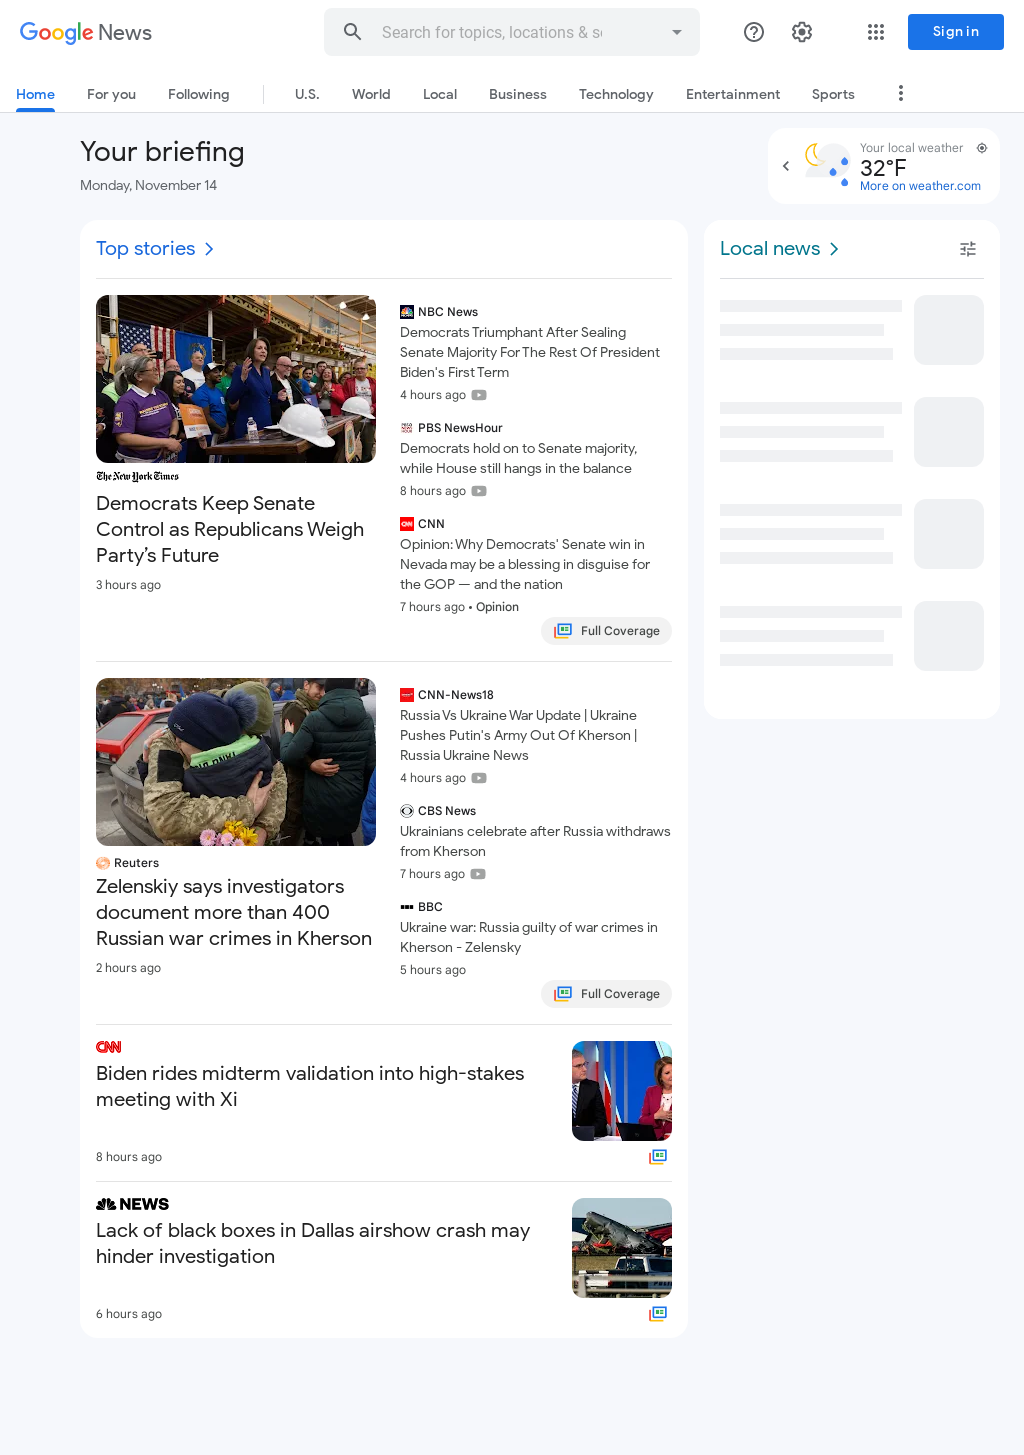 Google News
Search for topics, locations & so
Sign in
Home
For you
Following
U.S.
World
Local
Business
Technology
Entertainment
Sports
Your briefing
Monday, November 14
Your local weather
32°F
More on weather.com
Top stories
The New York Times
Democrats Keep Senate
Control as Republicans Weigh
Party’s Future
3 hours ago
NBC News
Democrats Triumphant After Sealing
Senate Majority For The Rest Of President
Biden's First Term
4 hours ago
PBS NewsHour
Democrats hold on to Senate majority,
while House still hangs in the balance
8 hours ago
CNN
Opinion: Why Democrats' Senate win in
Nevada may be a blessing in disguise for
the GOP — and the nation
7 hours ago • Opinion
Full Coverage
Reuters
Zelenskiy says investigators
document more than 400
Russian war crimes in Kherson
2 hours ago
CNN-News18
Russia Vs Ukraine War Update | Ukraine
Pushes Putin's Army Out Of Kherson |
Russia Ukraine News
4 hours ago
CBS News
Ukrainians celebrate after Russia withdraws
from Kherson
7 hours ago
BBC
Ukraine war: Russia guilty of war crimes in
Kherson - Zelensky
5 hours ago
Full Coverage
CNN
Biden rides midterm validation into high-stakes
meeting with Xi
8 hours ago
NEWS
Lack of black boxes in Dallas airshow crash may
hinder investigation
6 hours ago
Local news